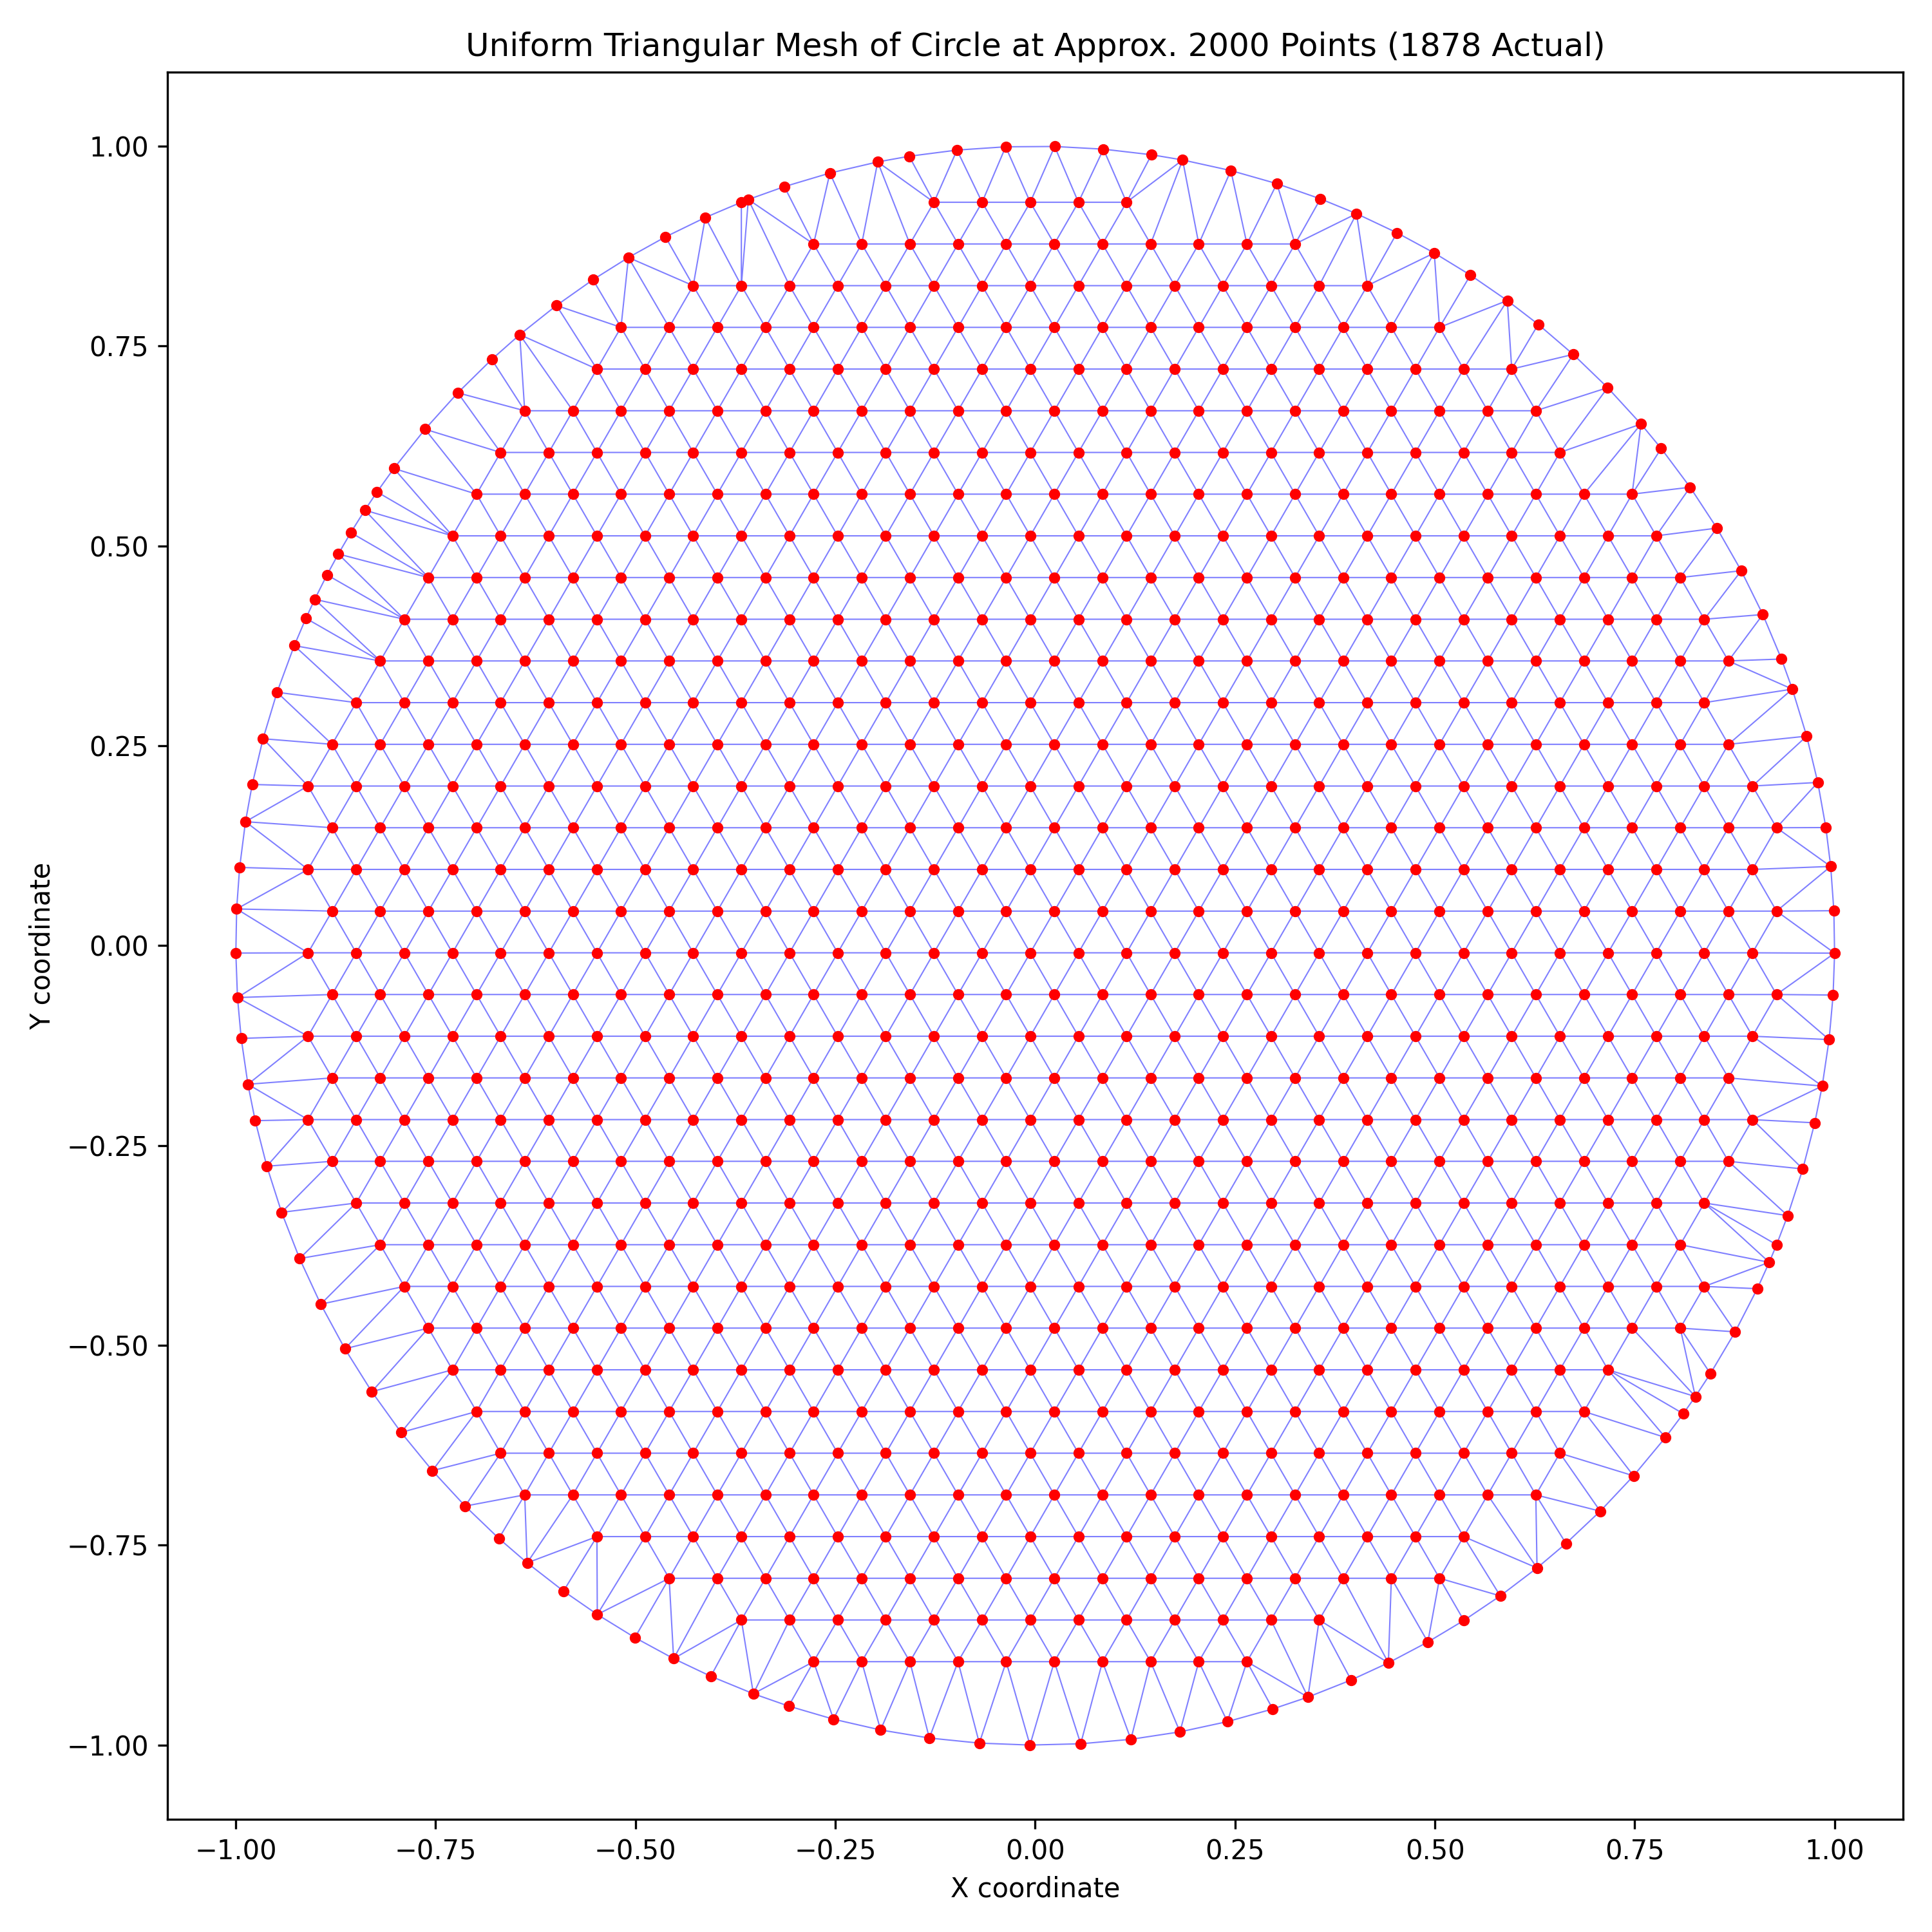 Uniform Triangular Mesh of Circle at Approx. 2000 Points (1878 Actual)
1.00
0.75
0.50
0.25
0.00
−0.25
−0.50
−0.75
−1.00
Y coordinate
−1.00 −0.75 −0.50 −0.25 0.00 0.25 0.50 0.75 1.00
X coordinate